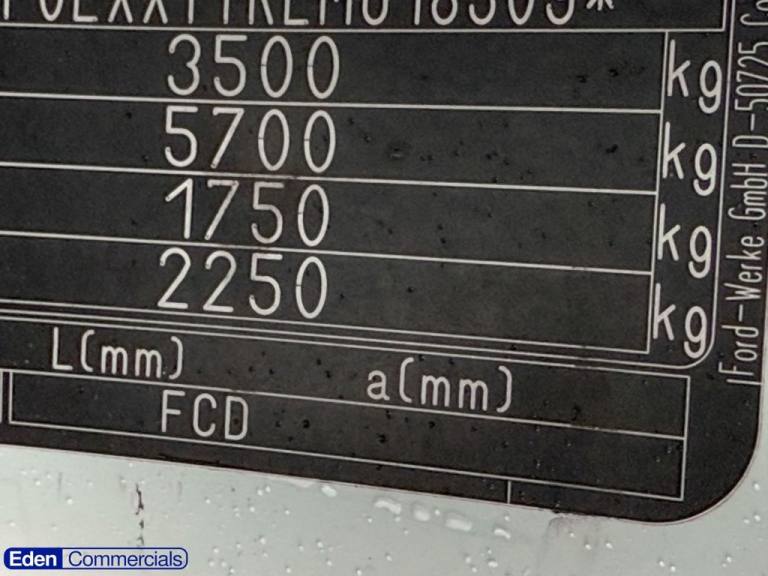 3500 kg
5700 kg
1750 kg
2250 kg
L(mm) a(mm)
FCD
Ford-Werke GmbH D-50725
Eden Commercials